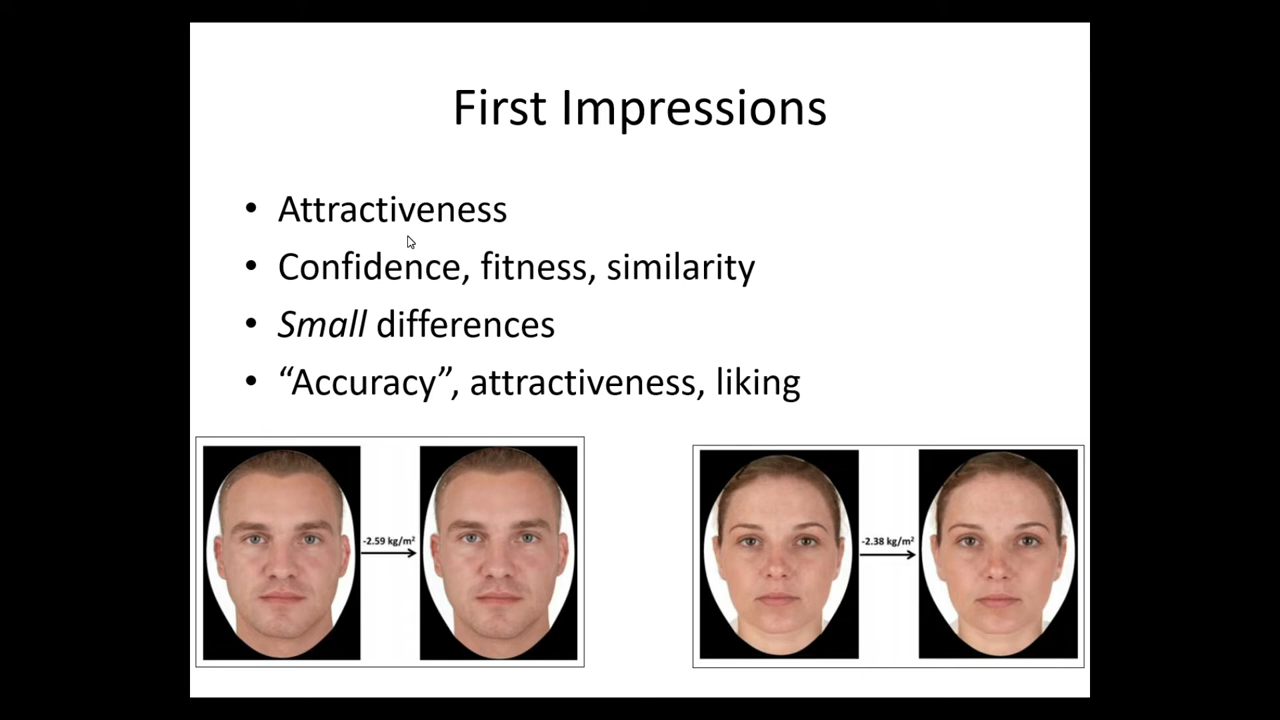 First Impressions
• Attractiveness
• Confidence, fitness, similarity
• Small differences
• “Accuracy”, attractiveness, liking
-2.59 kg/m²
-2.38 kg/m²